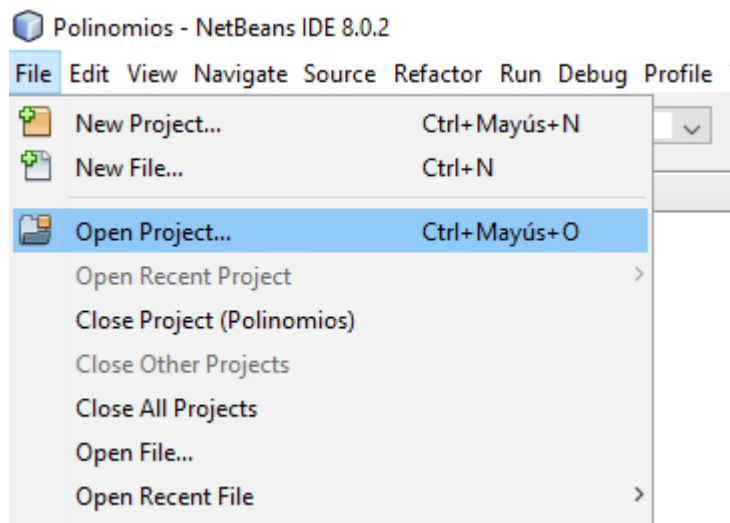 Polinomios - NetBeans IDE 8.0.2
File Edit View Navigate Source Refactor Run Debug Profile
New Project... Ctrl+Mayús+N
New File... Ctrl+N
Open Project... Ctrl+Mayús+O
Open Recent Project
Close Project (Polinomios)
Close Other Projects
Close All Projects
Open File...
Open Recent File